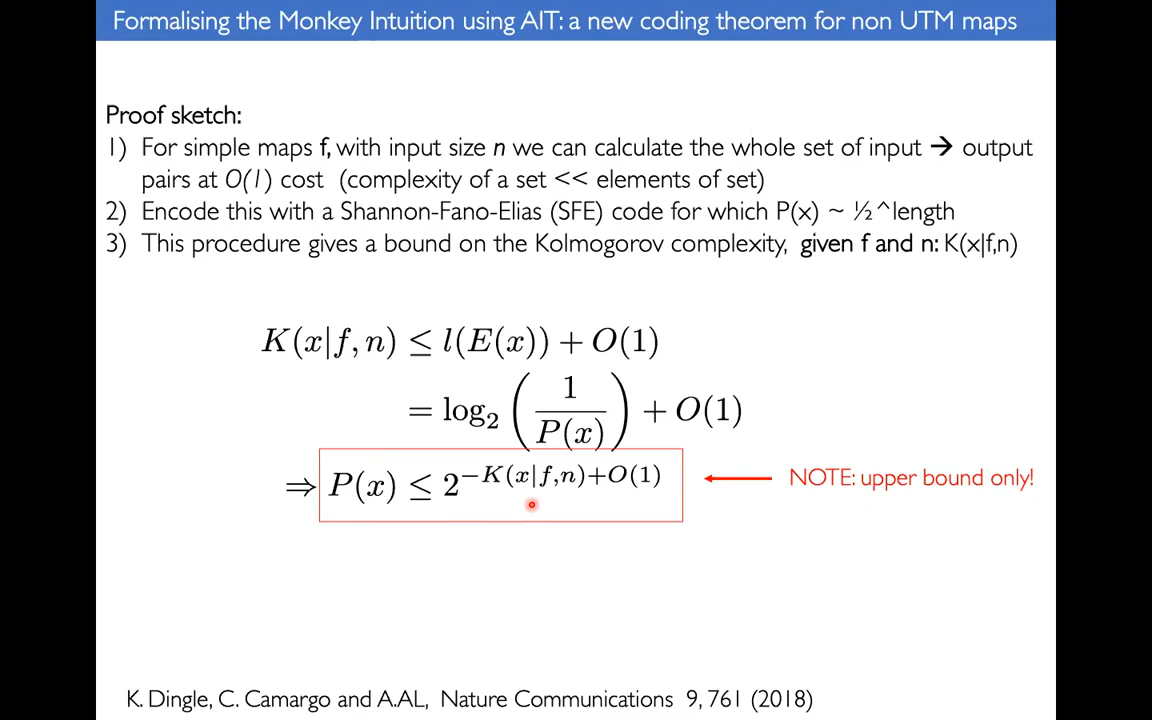 Formalising the Monkey Intuition using AIT: a new coding theorem for non UTM maps
Proof sketch:
1) For simple maps f, with input size n we can calculate the whole set of input → output
pairs at O(1) cost (complexity of a set << elements of set)
2) Encode this with a Shannon-Fano-Elias (SFE) code for which P(x) ~ ½^length
3) This procedure gives a bound on the Kolmogorov complexity, given f and n: K(x|f,n)
K(x|f, n) ≤ l(E(x)) + O(1)
= log₂ (1/P(x)) + O(1)
⇒ P(x) ≤ 2^{−K(x|f,n)+O(1)}
NOTE: upper bound only!
K. Dingle, C. Camargo and A.AL, Nature Communications 9, 761 (2018)